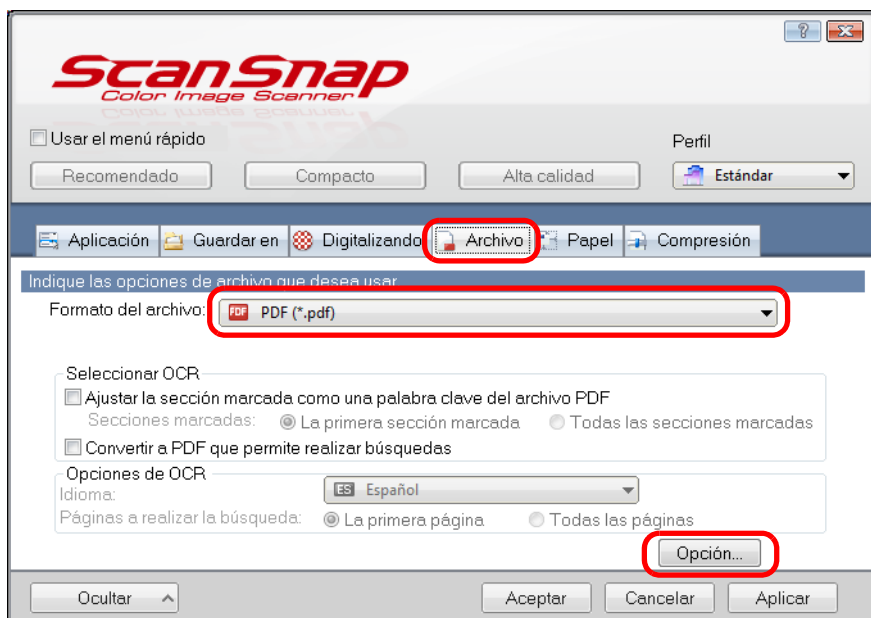 ScanSnap
Color Image Scanner
Usar el menú rápido
Perfil
Recomendado Compacto Alta calidad Estándar
Aplicación Guardar en Digitalizando Archivo Papel Compresión
Indique las opciones de archivo que desea usar
Formato del archivo: PDF PDF (*.pdf)
Seleccionar OCR
Ajustar la sección marcada como una palabra clave del archivo PDF
Secciones marcadas: La primera sección marcada Todas las secciones marcadas
Convertir a PDF que permite realizar búsquedas
Opciones de OCR
Idioma: ES Español
Páginas a realizar la búsqueda: La primera página Todas las páginas
Opción...
Ocultar Aceptar Cancelar Aplicar